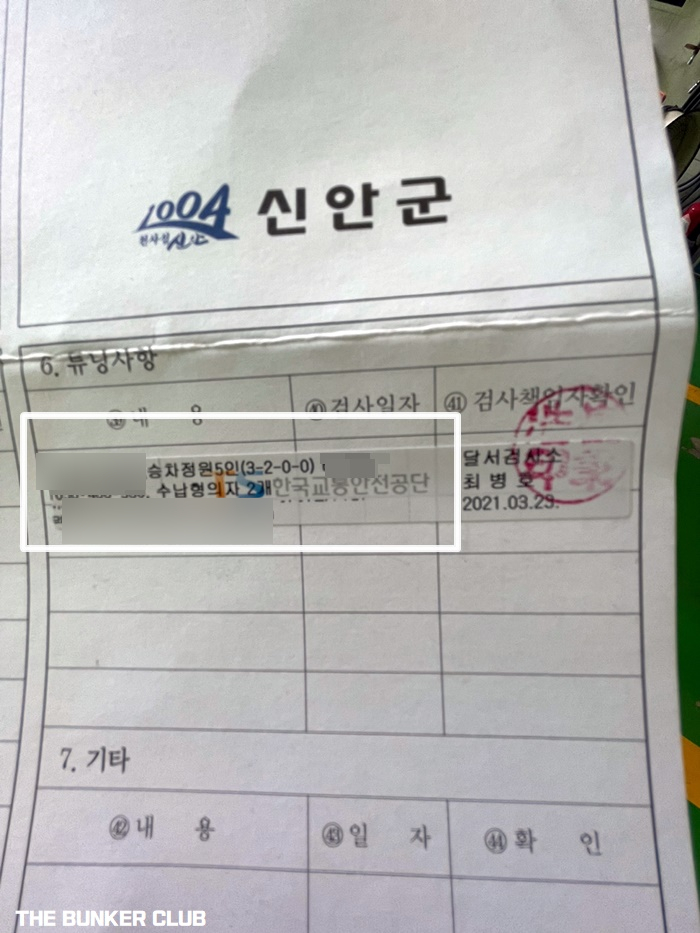 1004
천사섬 신안
신안군
6. 튜닝사항
㊴ 내 용
㊵ 검사일자
㊶ 검사책임자확인
승차정원5인(3-2-0-0)
수납형의자 2개
한국교통안전공단
달서검사소
최 병 호
2021.03.23.
7. 기타
㊷ 내 용
㊸ 일 자
㊹ 확 인
THE BUNKER CLUB